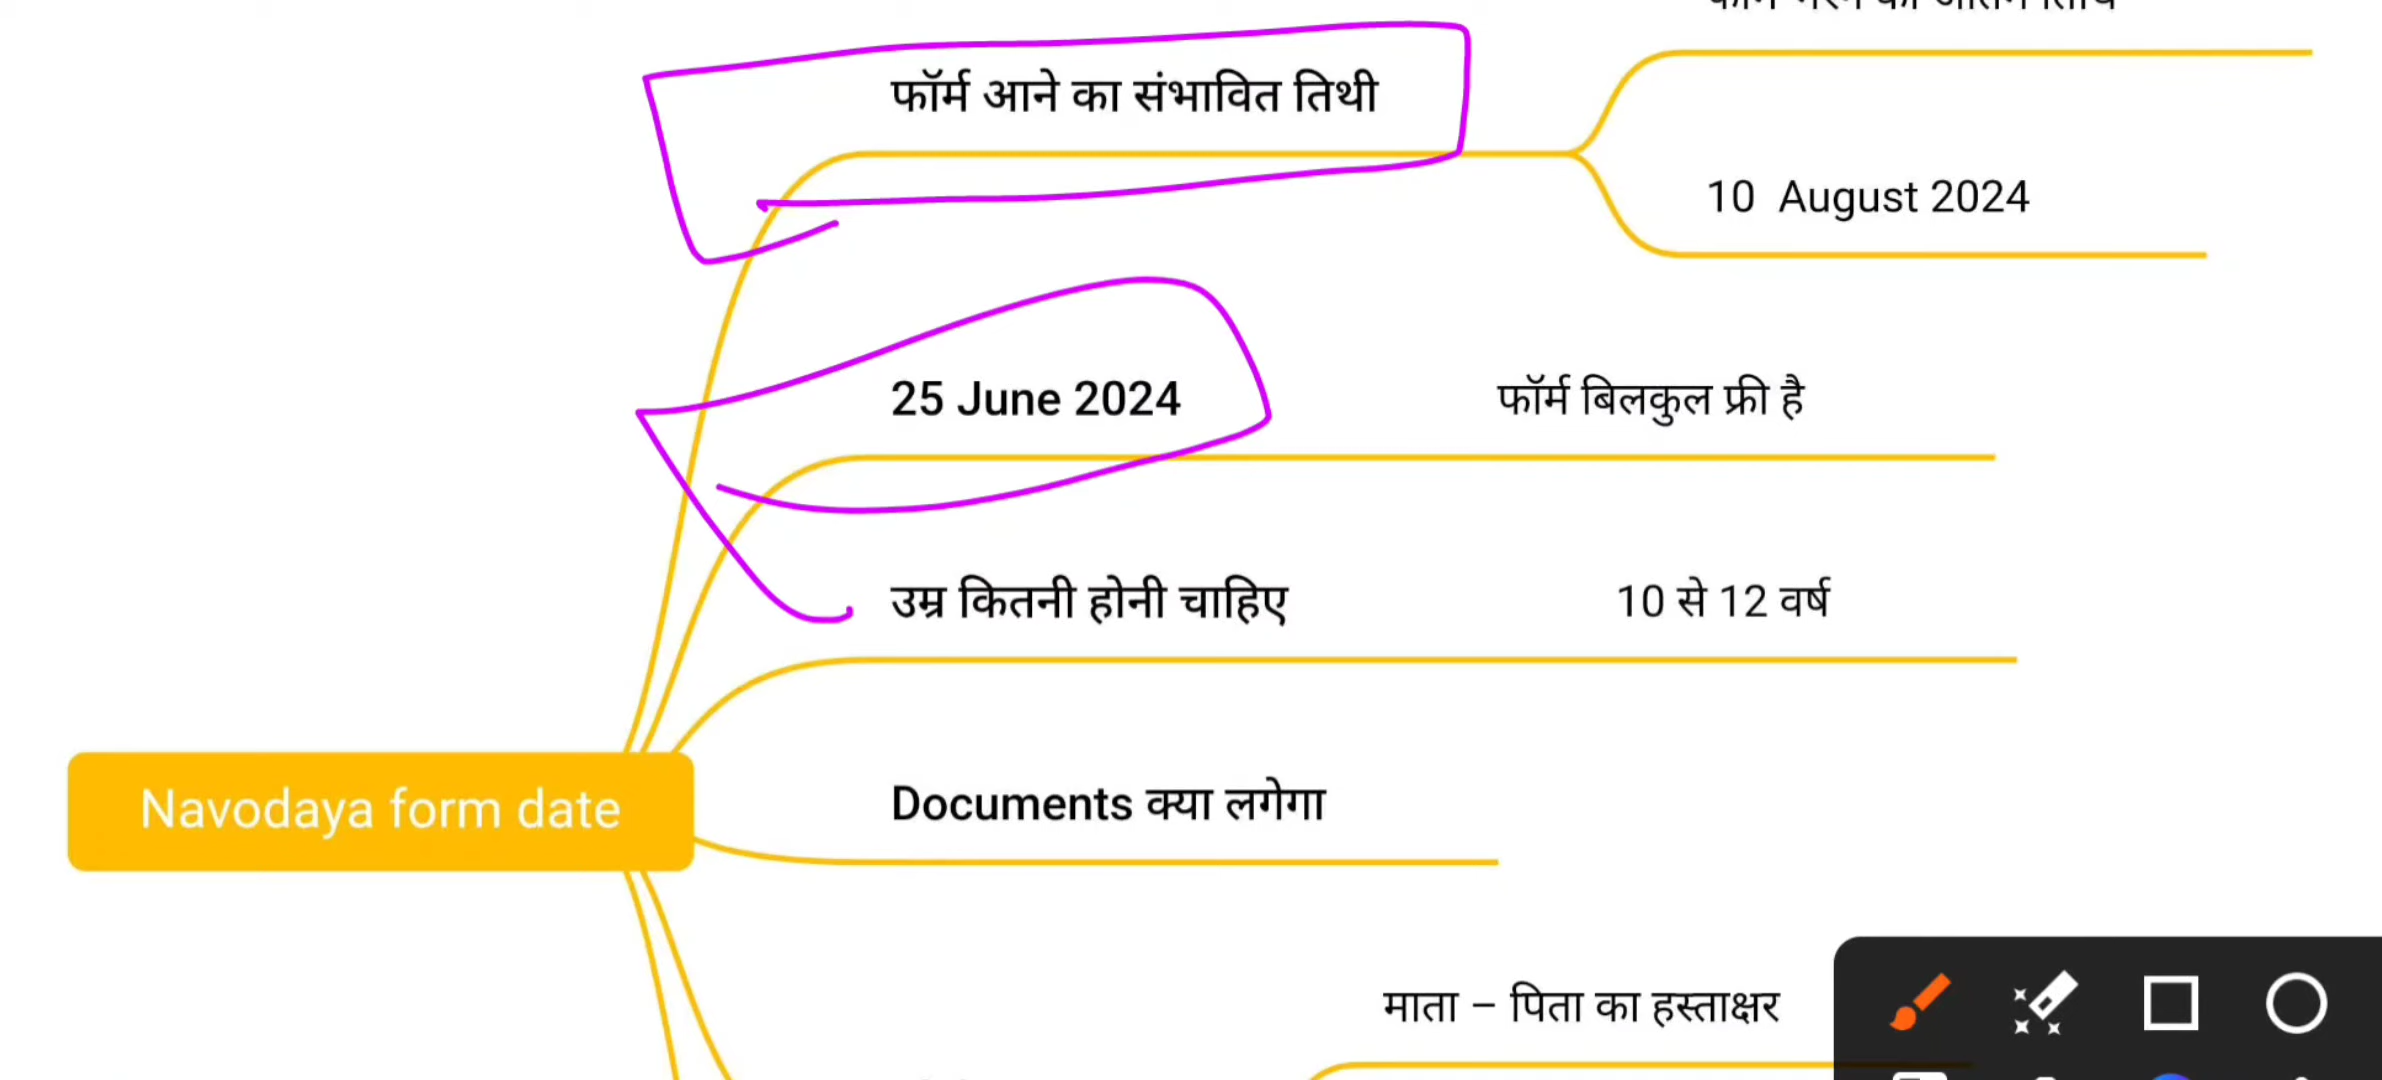 फॉर्म आने का संभावित तिथी
10 August 2024
25 June 2024
फॉर्म बिलकुल फ्री है
उम्र कितनी होनी चाहिए
10 से 12 वर्ष
Navodaya form date
Documents क्या लगेगा
माता – पिता का हस्ताक्षर